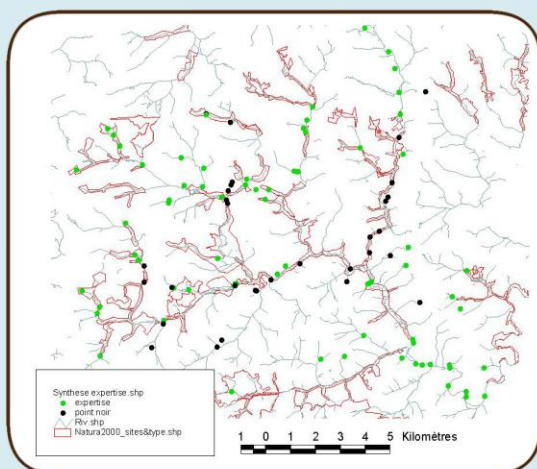 Synthese expertise.shp
expertise
point noir
Riv.shp
Natura2000_sites&type.shp
1 0 1 2 3 4 5 Kilomètres